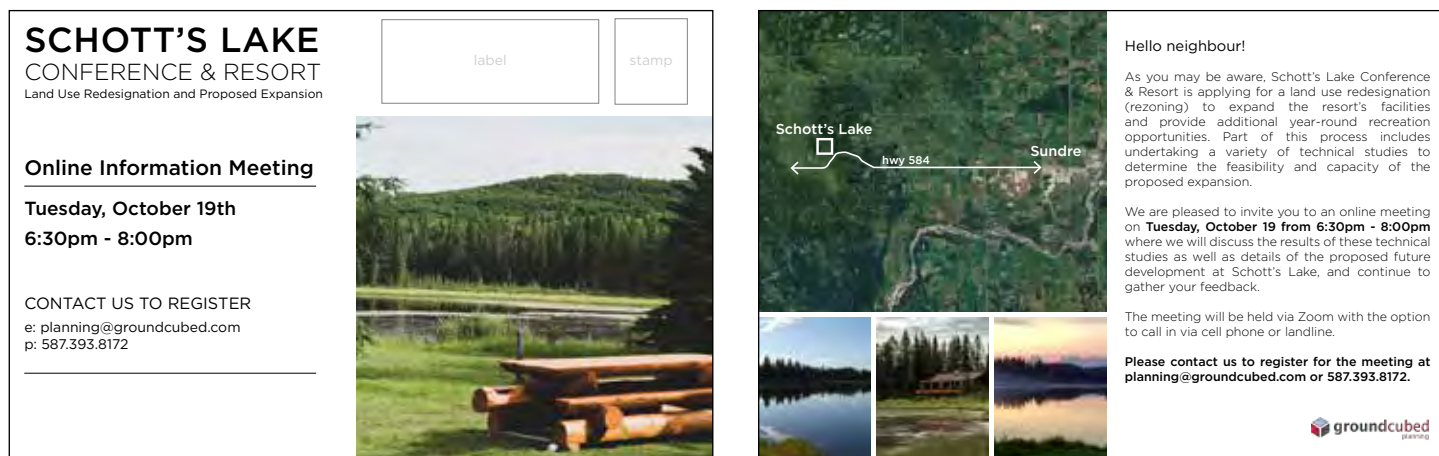 SCHOTT'S LAKE
CONFERENCE & RESORT
Land Use Redesignation and Proposed Expansion
label
stamp
Online Information Meeting
Tuesday, October 19th
6:30pm - 8:00pm
CONTACT US TO REGISTER
e: planning@groundcubed.com
p: 587.393.8172
Schott's Lake
hwy 584
Sundre
Hello neighbour!
As you may be aware, Schott's Lake Conference
& Resort is applying for a land use redesignation
(rezoning) to expand the resort's facilities
and provide additional year-round recreation
opportunities. Part of this process includes
undertaking a variety of technical studies to
determine the feasibility and capacity of the
proposed expansion.
We are pleased to invite you to an online meeting
on Tuesday, October 19 from 6:30pm - 8:00pm
where we will discuss the results of these technical
studies as well as details of the proposed future
development at Schott's Lake, and continue to
gather your feedback.
The meeting will be held via Zoom with the option
to call in via cell phone or landline.
Please contact us to register for the meeting at
planning@groundcubed.com or 587.393.8172.
groundcubed
planning